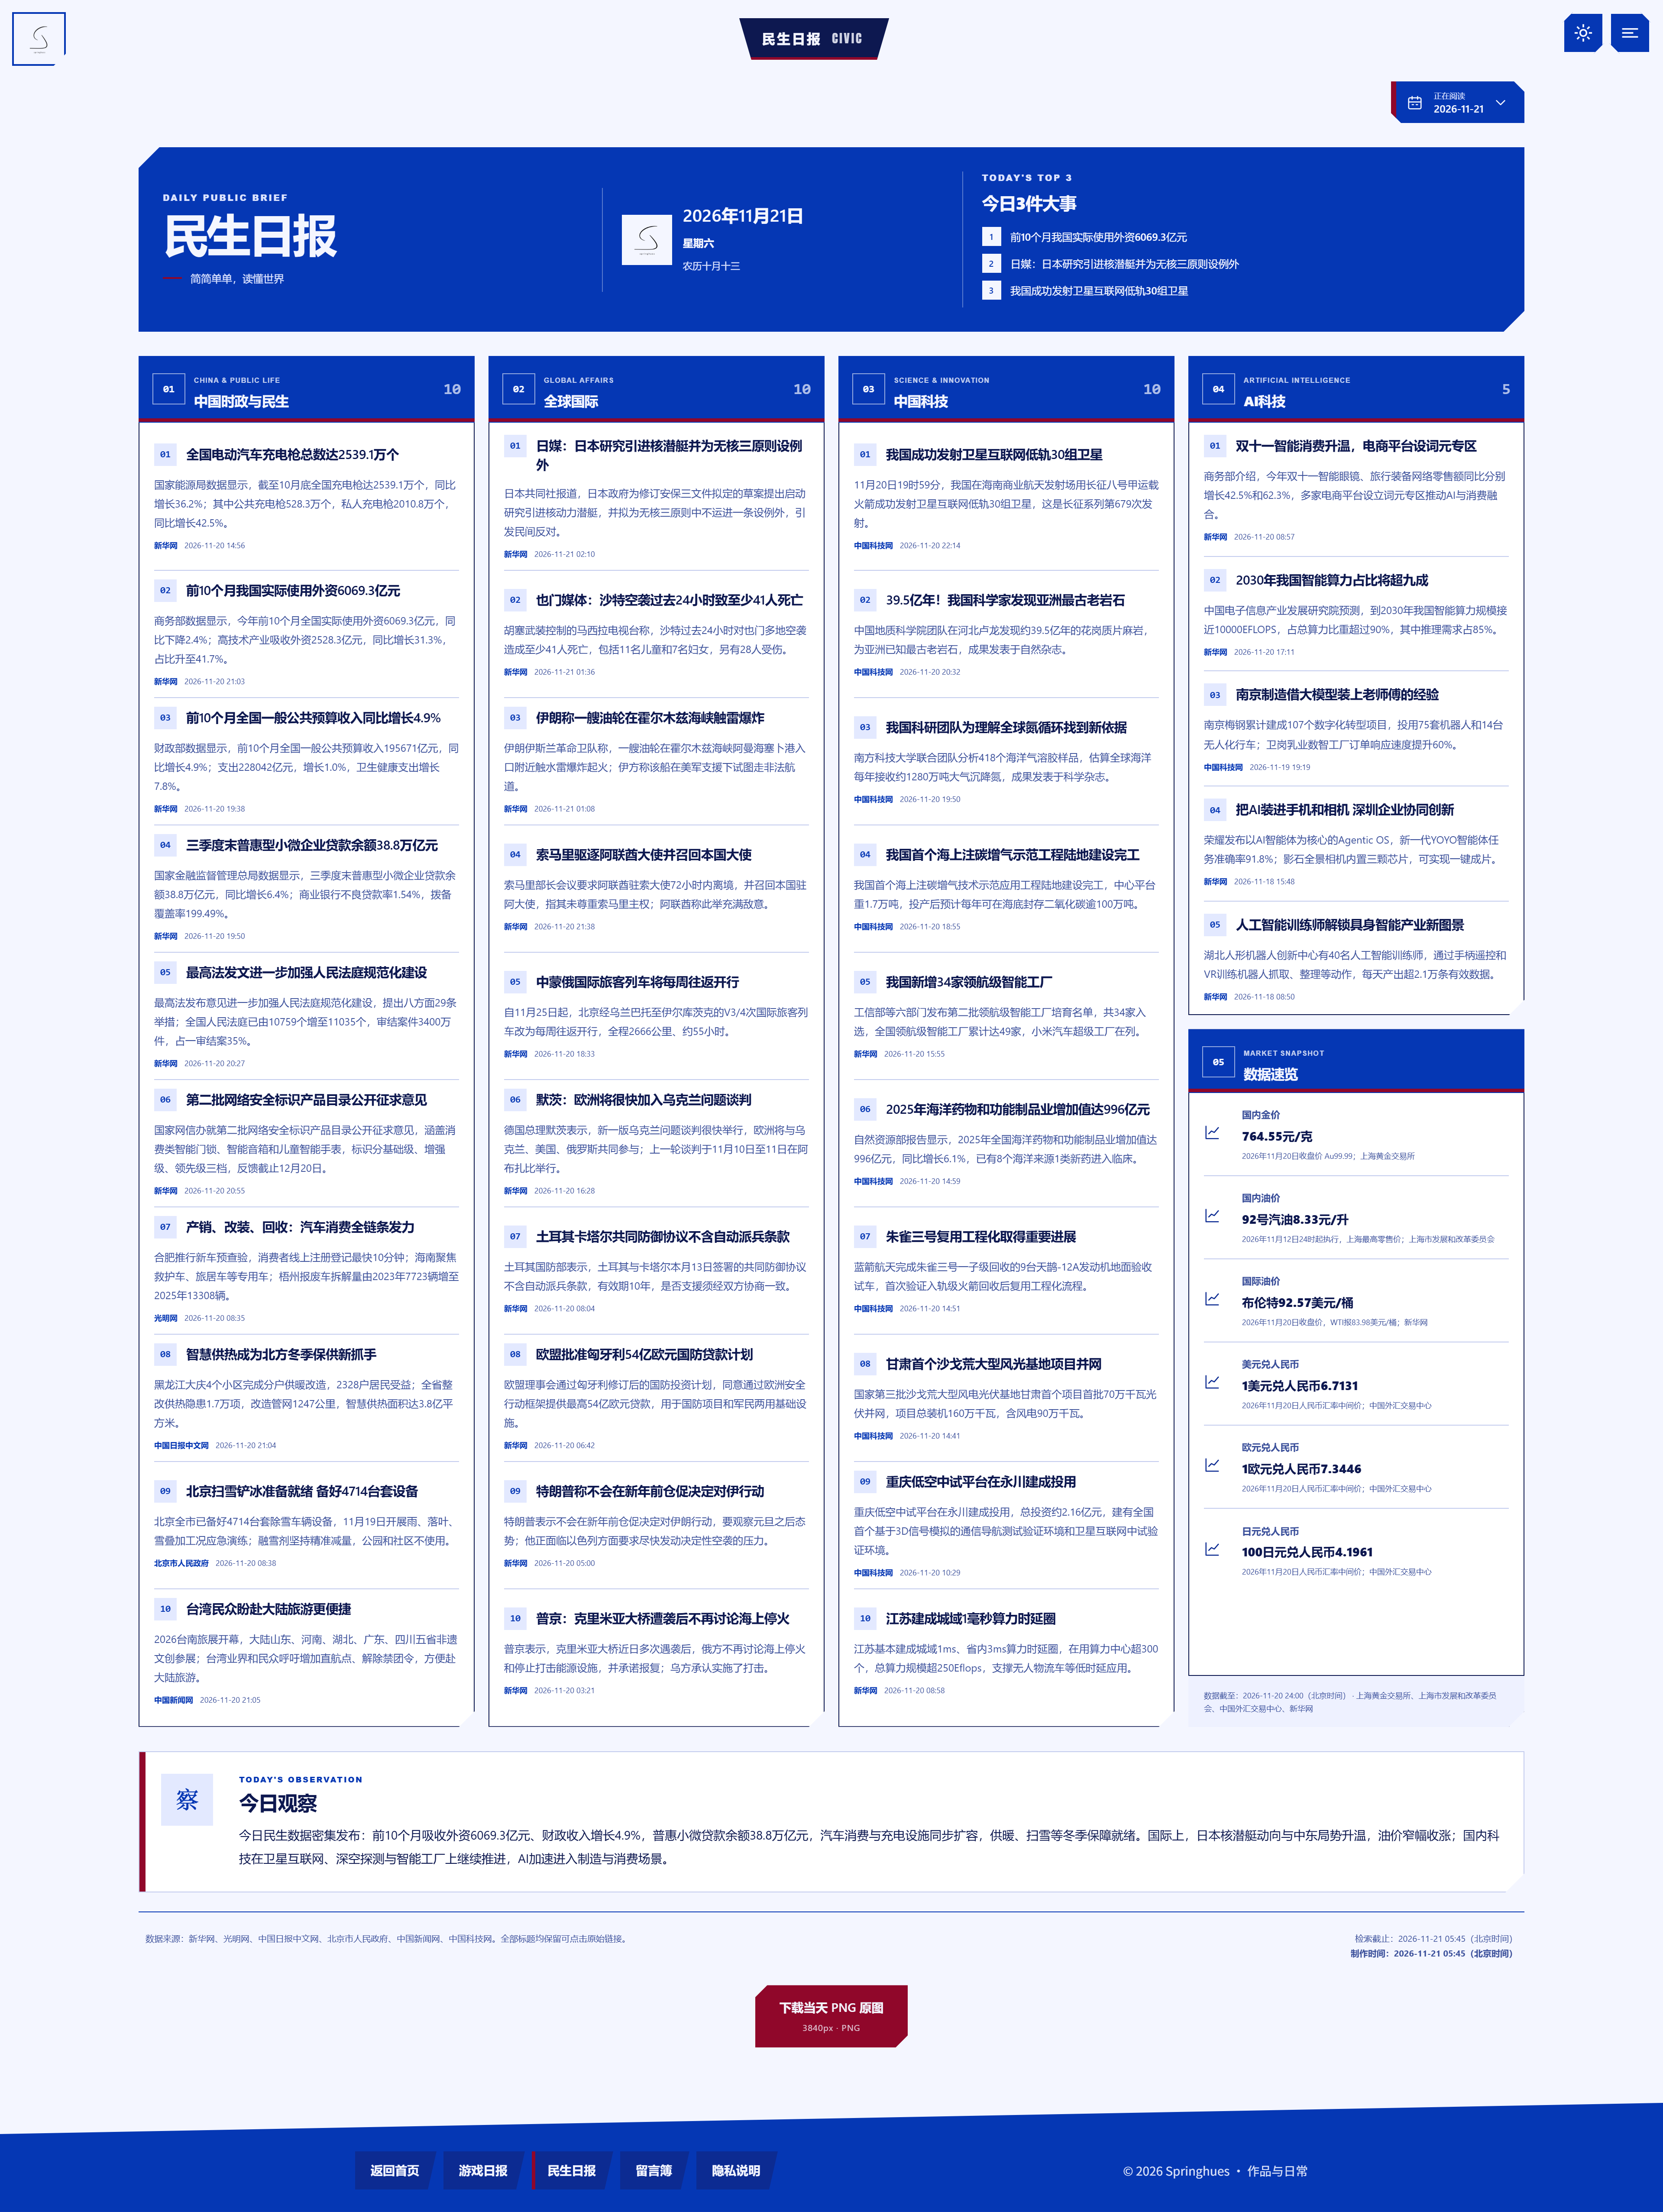 民生日报 CIVIC
正在阅读
2026-11-21
DAILY PUBLIC BRIEF
民生日报
简简单单，读懂世界
2026年11月21日
星期六
农历十月十三
TODAY'S TOP 3
今日3件大事
1 前10个月我国实际使用外资6069.3亿元
2 日媒：日本研究引进核潜艇并为无核三原则设例外
3 我国成功发射卫星互联网低轨30组卫星
01 CHINA & PUBLIC LIFE
中国时政与民生
10
01 全国电动汽车充电枪总数达2539.1万个
国家能源局数据显示，截至10月底全国充电枪达2539.1万个，同比
增长36.2%；其中公共充电枪528.3万个，私人充电枪2010.8万个，
同比增长42.5%。
新华网 2026-11-20 14:56
02 前10个月我国实际使用外资6069.3亿元
商务部数据显示，今年前10个月全国实际使用外资6069.3亿元，同
比下降2.4%；高技术产业吸收外资2528.3亿元，同比增长31.3%，
占比升至41.7%。
新华网 2026-11-20 21:03
03 前10个月全国一般公共预算收入同比增长4.9%
财政部数据显示，前10个月全国一般公共预算收入195671亿元，同
比增长4.9%；支出228042亿元，增长1.0%，卫生健康支出增长
7.8%。
新华网 2026-11-20 19:38
04 三季度末普惠型小微企业贷款余额38.8万亿元
国家金融监督管理总局数据显示，三季度末普惠型小微企业贷款余
额38.8万亿元，同比增长6.4%；商业银行不良贷款率1.54%，拨备
覆盖率199.49%。
新华网 2026-11-20 19:50
05 最高法发文进一步加强人民法庭规范化建设
最高法发布意见进一步加强人民法庭规范化建设，提出八方面29条
举措；全国人民法庭已由10759个增至11035个，审结案件3400万
件，占一审结案35%。
新华网 2026-11-20 20:27
06 第二批网络安全标识产品目录公开征求意见
国家网信办就第二批网络安全标识产品目录公开征求意见，涵盖消
费类智能门锁、智能音箱和儿童智能手表，标识分基础级、增强
级、领先级三档，反馈截止12月20日。
新华网 2026-11-20 20:55
07 产销、改装、回收：汽车消费全链条发力
合肥推行新车预查验，消费者线上注册登记最快10分钟；海南聚焦
救护车、旅居车等专用车；梧州报废车拆解量由2023年7723辆增至
2025年13308辆。
光明网 2026-11-20 08:35
08 智慧供热成为北方冬季保供新抓手
黑龙江大庆4个小区完成分户供暖改造，2328户居民受益；全省整
改供热隐患1.7万项，改造管网1247公里，智慧供热面积达3.8亿平
方米。
中国日报中文网 2026-11-20 21:04
09 北京扫雪铲冰准备就绪 备好4714台套设备
北京全市已备好4714台套除雪车辆设备，11月19日开展雨、落叶、
雪叠加工况应急演练；融雪剂坚持精准减量，公园和社区不使用。
北京市人民政府 2026-11-20 08:38
10 台湾民众盼赴大陆旅游更便捷
2026台南旅展开幕，大陆山东、河南、湖北、广东、四川五省非遗
文创参展；台湾业界和民众呼吁增加直航点、解除禁团令，方便赴
大陆旅游。
中国新闻网 2026-11-20 21:05
02 GLOBAL AFFAIRS
全球国际
10
01 日媒：日本研究引进核潜艇并为无核三原则设例
外
日本共同社报道，日本政府为修订安保三文件拟定的草案提出启动
研究引进核动力潜艇，并拟为无核三原则中不运进一条设例外，引
发民间反对。
新华网 2026-11-21 02:10
02 也门媒体：沙特空袭过去24小时致至少41人死亡
胡塞武装控制的马西拉电视台称，沙特过去24小时对也门多地空袭
造成至少41人死亡，包括11名儿童和7名妇女，另有28人受伤。
新华网 2026-11-21 01:36
03 伊朗称一艘油轮在霍尔木兹海峡触雷爆炸
伊朗伊斯兰革命卫队称，一艘油轮在霍尔木兹海峡阿曼海塞卜港入
口附近触水雷爆炸起火；伊方称该船在美军支援下试图走非法航
道。
新华网 2026-11-21 01:08
04 索马里驱逐阿联酋大使并召回本国大使
索马里部长会议要求阿联酋驻索大使72小时内离境，并召回本国驻
阿大使，指其未尊重索马里主权；阿联酋称此举充满敌意。
新华网 2026-11-20 21:38
05 中蒙俄国际旅客列车将每周往返开行
自11月25日起，北京经乌兰巴托至伊尔库茨克的V3/4次国际旅客列
车改为每周往返开行，全程2666公里、约55小时。
新华网 2026-11-20 18:33
06 默茨：欧洲将很快加入乌克兰问题谈判
德国总理默茨表示，新一版乌克兰问题谈判很快举行，欧洲将与乌
克兰、美国、俄罗斯共同参与；上一轮谈判于11月10日至11日在阿
布扎比举行。
新华网 2026-11-20 16:28
07 土耳其卡塔尔共同防御协议不含自动派兵条款
土耳其国防部表示，土耳其与卡塔尔本月13日签署的共同防御协议
不含自动派兵条款，有效期10年，是否支援须经双方协商一致。
新华网 2026-11-20 08:04
08 欧盟批准匈牙利54亿欧元国防贷款计划
欧盟理事会通过匈牙利修订后的国防投资计划，同意通过欧洲安全
行动框架提供最高54亿欧元贷款，用于国防项目和军民两用基础设
施。
新华网 2026-11-20 06:42
09 特朗普称不会在新年前仓促决定对伊行动
特朗普表示不会在新年前仓促决定对伊朗行动，要观察元旦之后态
势；他正面临以色列方面要求尽快发动决定性空袭的压力。
新华网 2026-11-20 05:00
10 普京：克里米亚大桥遭袭后不再讨论海上停火
普京表示，克里米亚大桥近日多次遇袭后，俄方不再讨论海上停火
和停止打击能源设施，并承诺报复；乌方承认实施了打击。
新华网 2026-11-20 03:21
03 SCIENCE & INNOVATION
中国科技
10
01 我国成功发射卫星互联网低轨30组卫星
11月20日19时59分，我国在海南商业航天发射场用长征八号甲运载
火箭成功发射卫星互联网低轨30组卫星，这是长征系列第679次发
射。
中国科技网 2026-11-20 22:14
02 39.5亿年！我国科学家发现亚洲最古老岩石
中国地质科学院团队在河北卢龙发现约39.5亿年的花岗质片麻岩，
为亚洲已知最古老岩石，成果发表于自然杂志。
中国科技网 2026-11-20 20:32
03 我国科研团队为理解全球氮循环找到新依据
南方科技大学联合团队分析418个海洋气溶胶样品，估算全球海洋
每年接收约1280万吨大气沉降氮，成果发表于科学杂志。
中国科技网 2026-11-20 19:50
04 我国首个海上注碳增气示范工程陆地建设完工
我国首个海上注碳增气技术示范应用工程陆地建设完工，中心平台
重1.7万吨，投产后预计每年可在海底封存二氧化碳逾100万吨。
中国科技网 2026-11-20 18:55
05 我国新增34家领航级智能工厂
工信部等六部门发布第二批领航级智能工厂培育名单，共34家入
选，全国领航级智能工厂累计达49家，小米汽车超级工厂在列。
新华网 2026-11-20 15:55
06 2025年海洋药物和功能制品业增加值达996亿元
自然资源部报告显示，2025年全国海洋药物和功能制品业增加值达
996亿元，同比增长6.1%，已有8个海洋来源1类新药进入临床。
中国科技网 2026-11-20 14:59
07 朱雀三号复用工程化取得重要进展
蓝箭航天完成朱雀三号一子级回收的9台天鹊-12A发动机地面验收
试车，首次验证入轨级火箭回收后复用工程化流程。
中国科技网 2026-11-20 14:51
08 甘肃首个沙戈荒大型风光基地项目并网
国家第三批沙戈荒大型风电光伏基地甘肃首个项目首批70万千瓦光
伏并网，项目总装机160万千瓦，含风电90万千瓦。
中国科技网 2026-11-20 14:41
09 重庆低空中试平台在永川建成投用
重庆低空中试平台在永川建成投用，总投资约2.16亿元，建有全国
首个基于3D信号模拟的通信导航测试验证环境和卫星互联网中试验
证环境。
中国科技网 2026-11-20 10:29
10 江苏建成城域1毫秒算力时延圈
江苏基本建成城域1ms、省内3ms算力时延圈，在用算力中心超300
个，总算力规模超250Eflops，支撑无人物流车等低时延应用。
新华网 2026-11-20 08:58
04 ARTIFICIAL INTELLIGENCE
AI科技
5
01 双十一智能消费升温，电商平台设词元专区
商务部介绍，今年双十一智能眼镜、旅行装备网络零售额同比分别
增长42.5%和62.3%，多家电商平台设立词元专区推动AI与消费融
合。
新华网 2026-11-20 08:57
02 2030年我国智能算力占比将超九成
中国电子信息产业发展研究院预测，到2030年我国智能算力规模接
近10000EFLOPS，占总算力比重超过90%，其中推理需求占85%。
新华网 2026-11-20 17:11
03 南京制造借大模型装上老师傅的经验
南京梅钢累计建成107个数字化转型项目，投用75套机器人和14台
无人化行车；卫岗乳业数智工厂订单响应速度提升60%。
中国科技网 2026-11-19 19:19
04 把AI装进手机和相机 深圳企业协同创新
荣耀发布以AI智能体为核心的Agentic OS，新一代YOYO智能体任
务准确率91.8%；影石全景相机内置三颗芯片，可实现一键成片。
新华网 2026-11-18 15:48
05 人工智能训练师解锁具身智能产业新图景
湖北人形机器人创新中心有40名人工智能训练师，通过手柄遥控和
VR训练机器人抓取、整理等动作，每天产出超2.1万条有效数据。
新华网 2026-11-18 08:50
05 MARKET SNAPSHOT
数据速览
国内金价
764.55元/克
2026年11月20日收盘价 Au99.99；上海黄金交易所
国内油价
92号汽油8.33元/升
2026年11月12日24时起执行，上海最高零售价；上海市发展和改革委员会
国际油价
布伦特92.57美元/桶
2026年11月20日收盘价，WTI报83.98美元/桶；新华网
美元兑人民币
1美元兑人民币6.7131
2026年11月20日人民币汇率中间价；中国外汇交易中心
欧元兑人民币
1欧元兑人民币7.3446
2026年11月20日人民币汇率中间价；中国外汇交易中心
日元兑人民币
100日元兑人民币4.1961
2026年11月20日人民币汇率中间价；中国外汇交易中心
数据截至：2026-11-20 24:00（北京时间） · 上海黄金交易所、上海市发展和改革委员
会、中国外汇交易中心、新华网
察
TODAY'S OBSERVATION
今日观察
今日民生数据密集发布：前10个月吸收外资6069.3亿元、财政收入增长4.9%，普惠小微贷款余额38.8万亿元，汽车消费与充电设施同步扩容，供暖、扫雪等冬季保障就绪。国际上，日本核潜艇动向与中东局势升温，油价窄幅收涨；国内科
技在卫星互联网、深空探测与智能工厂上继续推进，AI加速进入制造与消费场景。
数据来源：新华网、光明网、中国日报中文网、北京市人民政府、中国新闻网、中国科技网。全部标题均保留可点击原始链接。
检索截止：2026-11-21 05:45（北京时间）
制作时间：2026-11-21 05:45（北京时间）
下载当天 PNG 原图
3840px · PNG
返回首页 游戏日报 民生日报 留言簿 隐私说明
© 2026 Springhues · 作品与日常